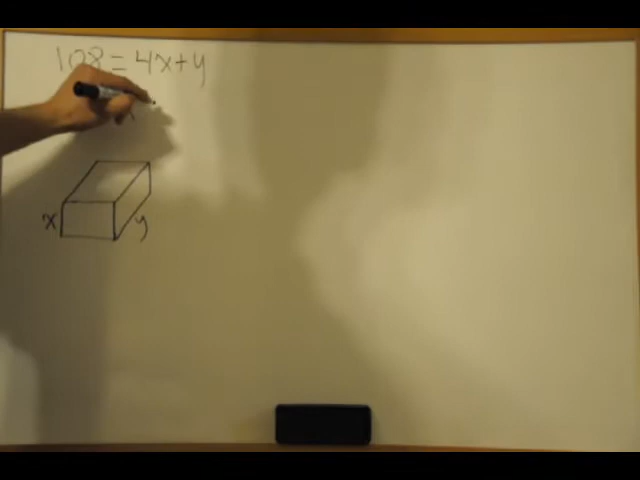 108 = 4x + y
x
y